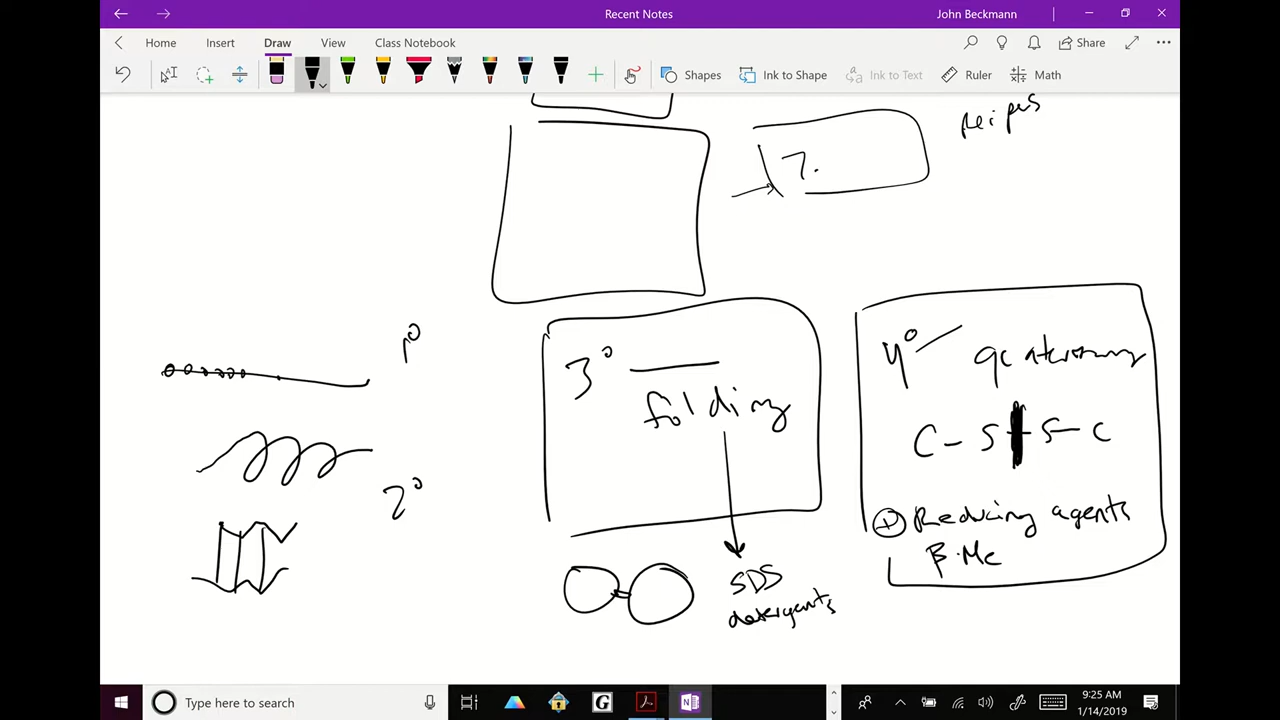 Recent Notes
John Beckmann
Home Insert Draw View Class Notebook
Share
Shapes Ink to Shape Ink to Text Ruler Math
7.
1°
2°
3°
folding
SDS
detergents
4°
C - S - S - C
+ Reducing agents
β-Me
Type here to search
9:25 AM
1/14/2019